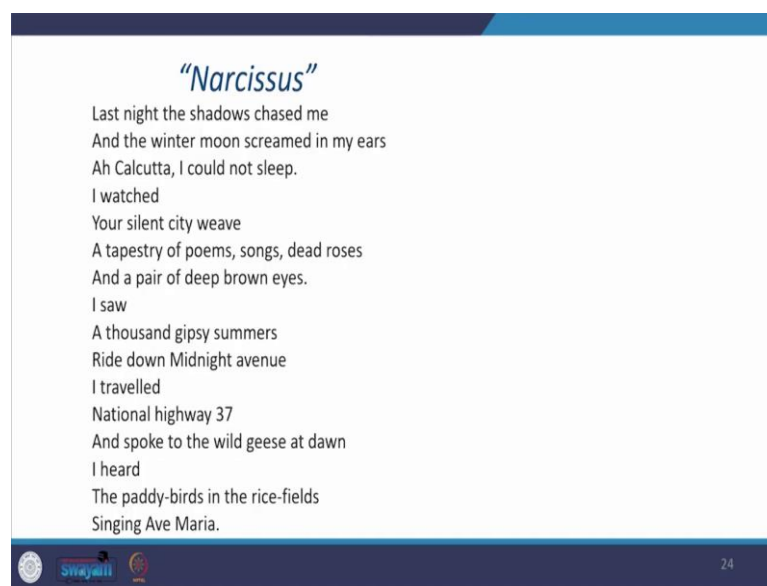 “Narcissus”
Last night the shadows chased me
And the winter moon screamed in my ears
Ah Calcutta, I could not sleep.
I watched
Your silent city weave
A tapestry of poems, songs, dead roses
And a pair of deep brown eyes.
I saw
A thousand gipsy summers
Ride down Midnight avenue
I travelled
National highway 37
And spoke to the wild geese at dawn
I heard
The paddy-birds in the rice-fields
Singing Ave Maria.
swayam
24